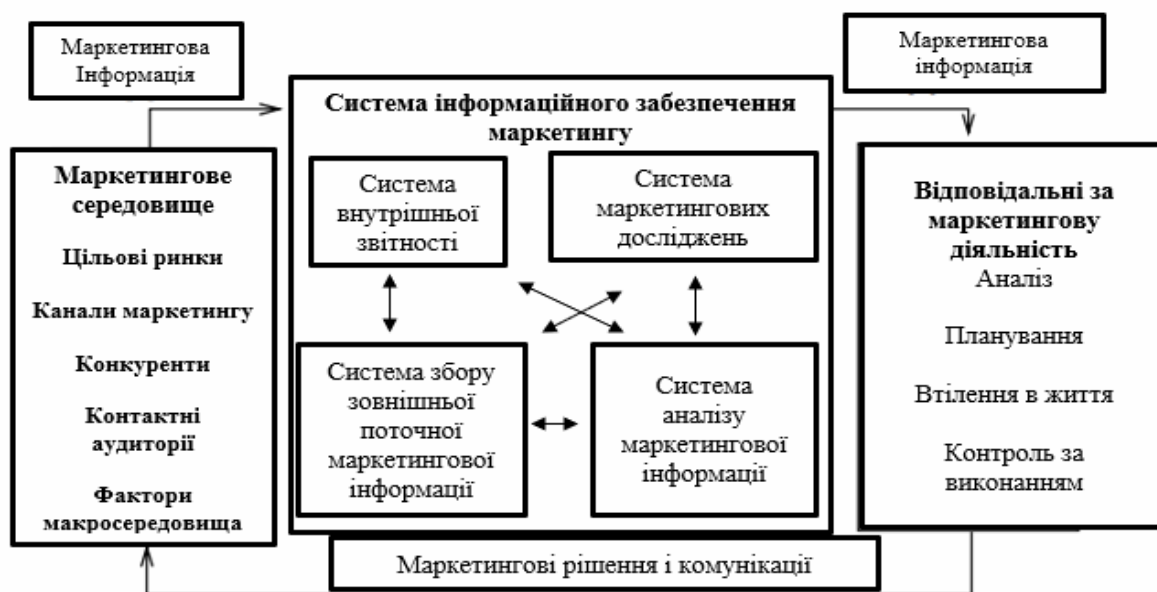 Маркетингова
Інформація
Маркетингова
інформація
Система інформаційного забезпечення
маркетингу
Маркетингове
середовище
Цільові ринки
Канали маркетингу
Конкуренти
Контактні
аудиторії
Фактори
макросередовища
Система
внутрішньої
звітності
Система
маркетингових
досліджень
Система збору
зовнішньої
поточної
маркетингової
інформації
Система
аналізу
маркетингової
інформації
Відповідальні за
маркетингову
діяльність
Аналіз
Планування
Втілення в життя
Контроль за
виконанням
Маркетингові рішення і комунікації